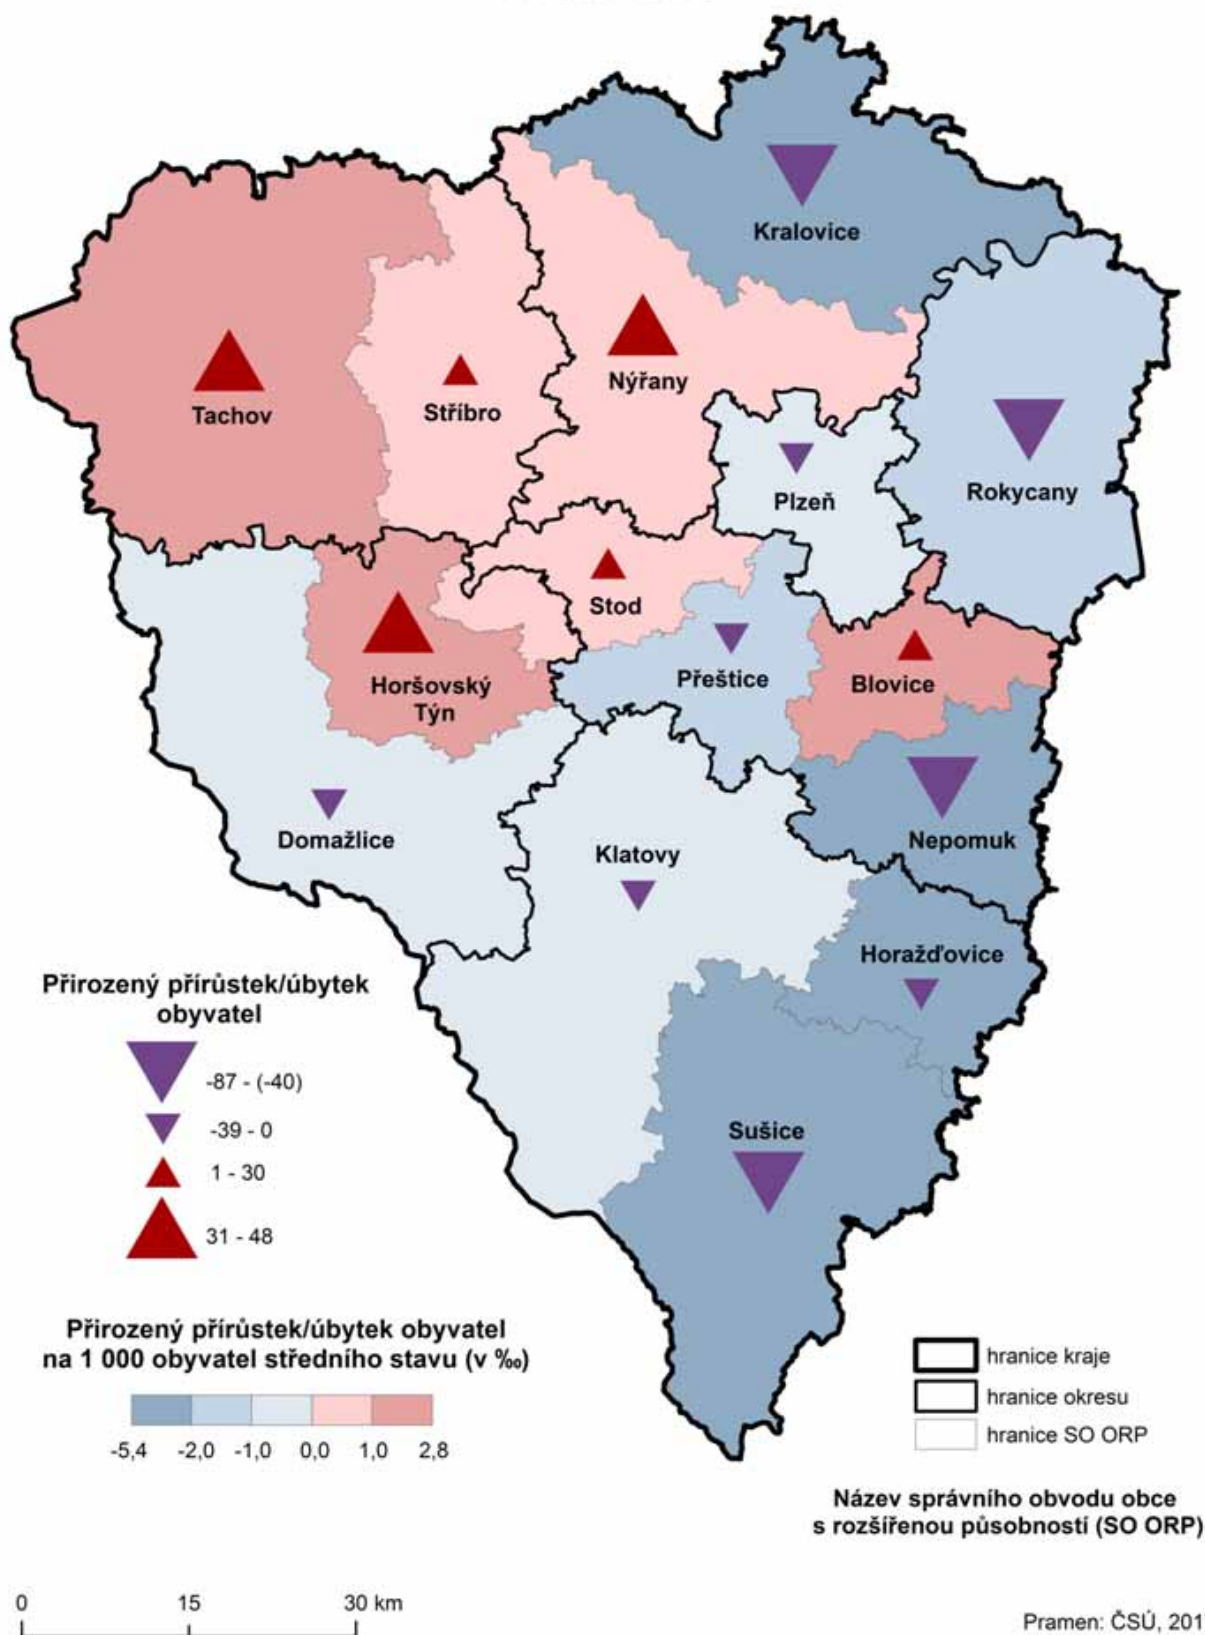 Kralovice
Tachov
Stříbro
Nýřany
Plzeň
Rokycany
Stod
Horšovský
Týn
Přeštice
Blovice
Domažlice
Klatovy
Nepomuk
Horažďovice
Sušice
Přirozený přírůstek/úbytek
obyvatel
-87 - (-40)
-39 - 0
1 - 30
31 - 48
Přirozený přírůstek/úbytek obyvatel
na 1 000 obyvatel středního stavu (v ‰)
-5,4 -2,0 -1,0 0,0 1,0 2,8
hranice kraje
hranice okresu
hranice SO ORP
Název správního obvodu obce
s rozšířenou působností (SO ORP)
0 15 30 km
Pramen: ČSÚ, 201